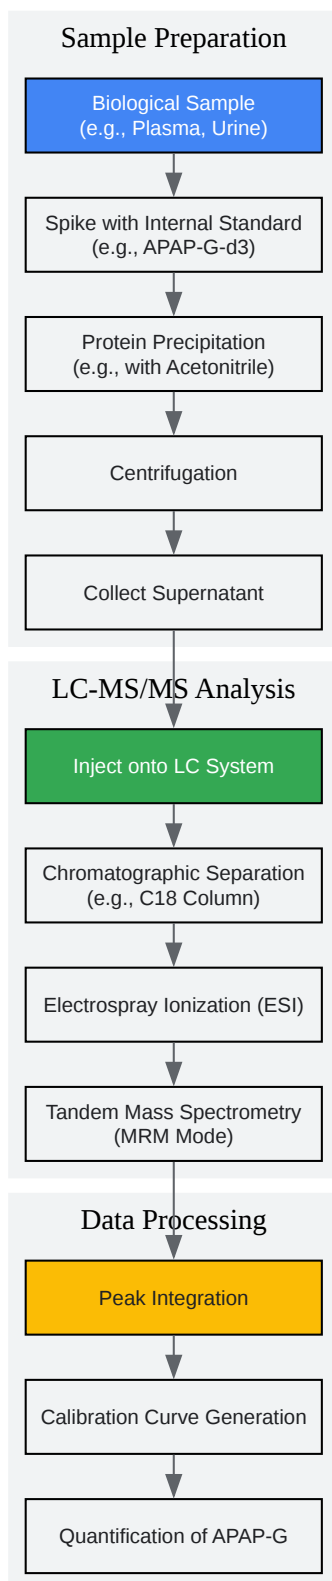 Sample Preparation
Biological Sample
(e.g., Plasma, Urine)
Spike with Internal Standard
(e.g., APAP-G-d3)
Protein Precipitation
(e.g., with Acetonitrile)
Centrifugation
Collect Supernatant
LC-MS/MS Analysis
Inject onto LC System
Chromatographic Separation
(e.g., C18 Column)
Electrospray Ionization (ESI)
Tandem Mass Spectrometry
(MRM Mode)
Data Processing
Peak Integration
Calibration Curve Generation
Quantification of APAP-G